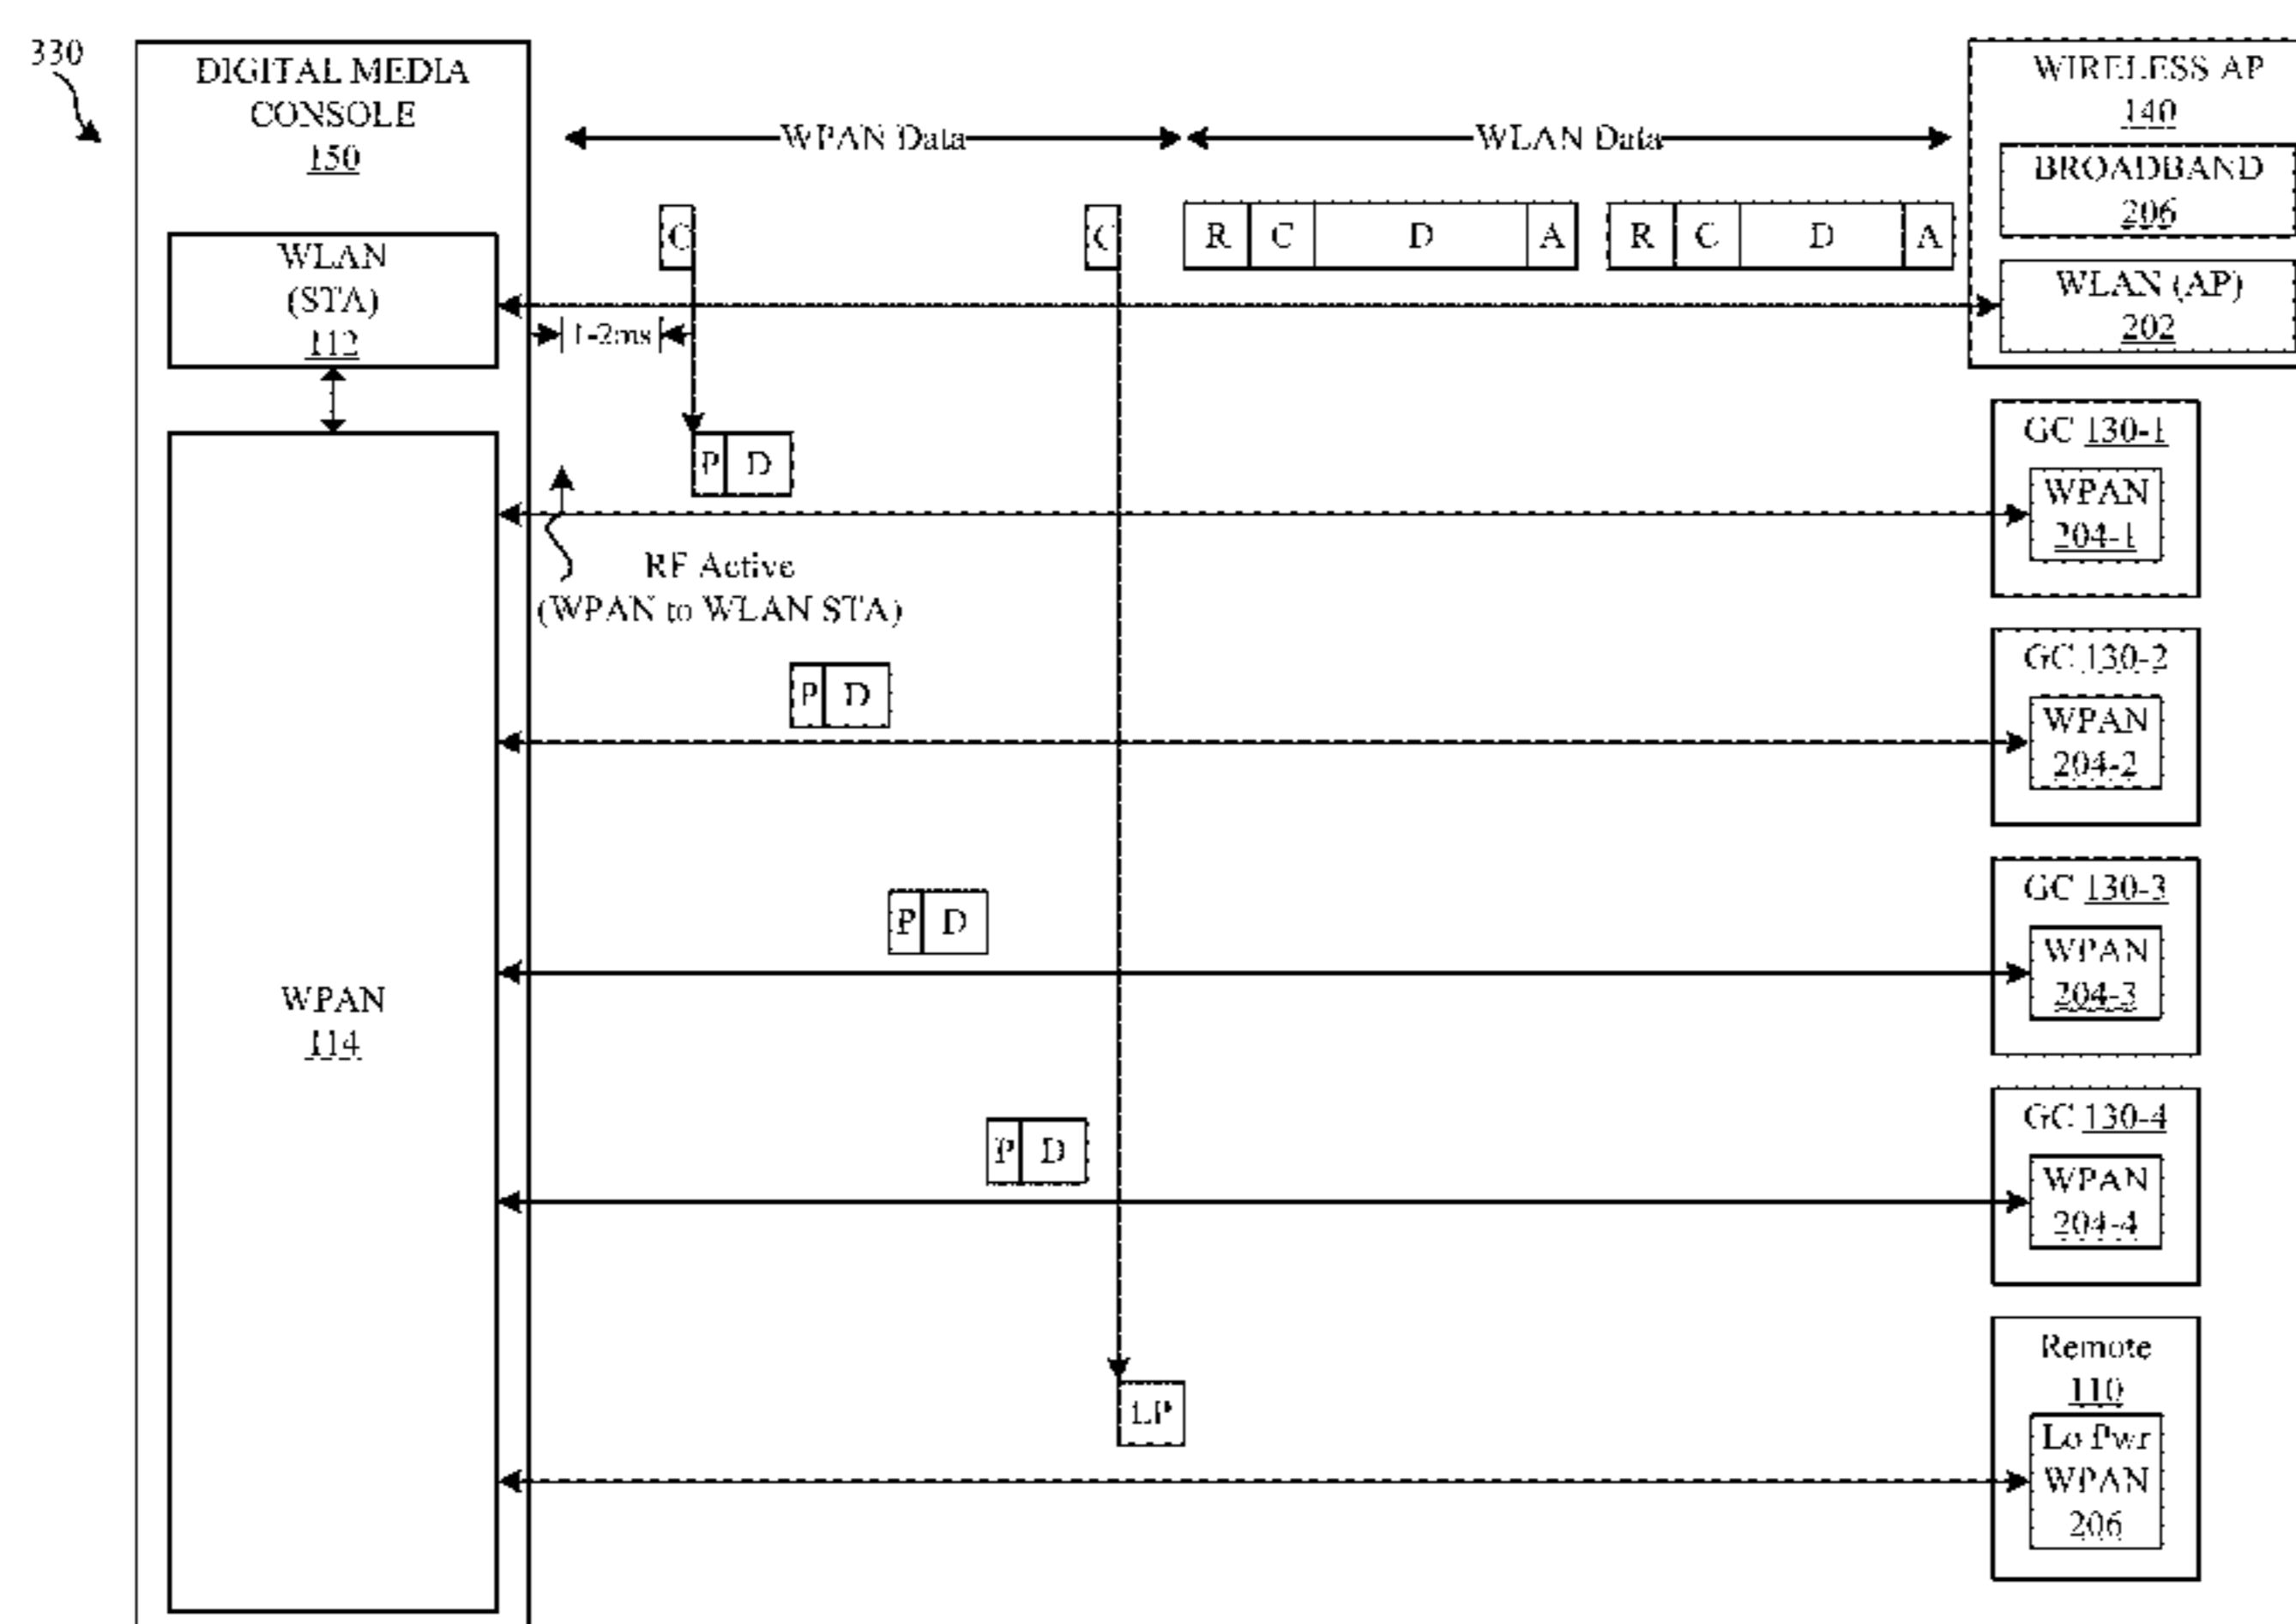 330
DIGITAL MEDIA
CONSOLE
150
WLAN
(STA)
112
WPAN
114
WPAN Data
WLAN Data
C
C
R C D A
R C D A
1-2ms
P D
RF Active
(WPAN to WLAN STA)
P D
P D
P D
LP
WIRELESS AP
140
BROADBAND
206
WLAN (AP)
202
GC 130-1
WPAN
204-1
GC 130-2
WPAN
204-2
GC 130-3
WPAN
204-3
GC 130-4
WPAN
204-4
Remote
110
Lo Pwr
WPAN
206